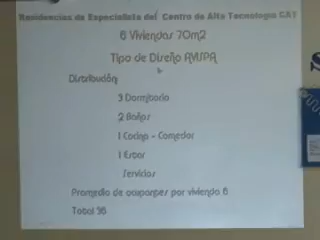 Residencias de Especialista del Centro de Alta Tecnologia
6 Viviendas 70m2
Tipo de Diseño AVISPA
Distribución
3 Dormitorio
2 Baños
1 Cocina - Comedor
1 Estar
Servicios
Promedio de ocupantes por vivienda 6
Total 36